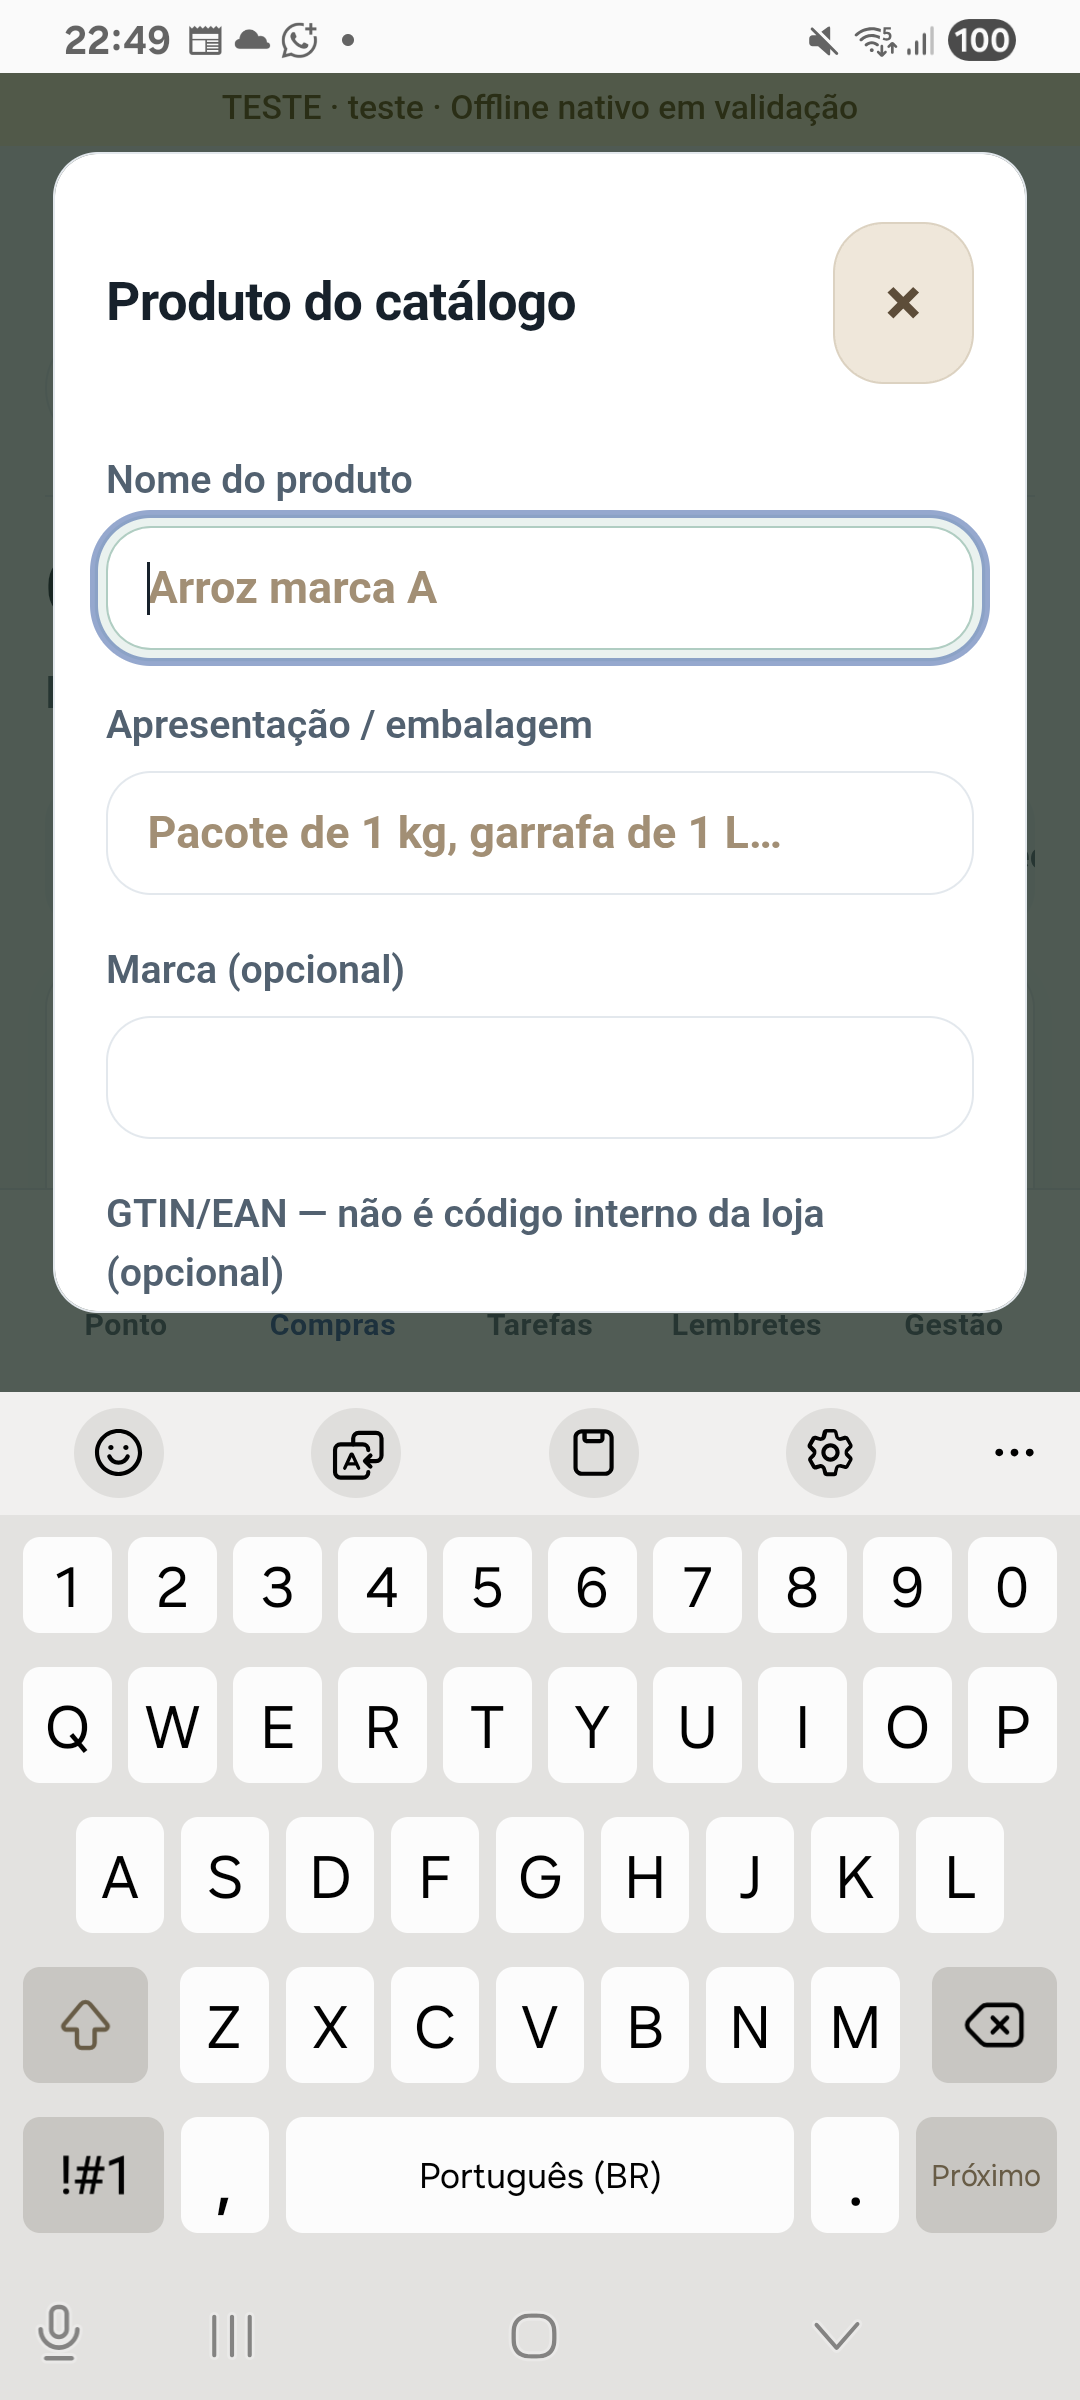 22:49
5
100
TESTE · teste · Offline nativo em validação
Produto do catálogo
×
Nome do produto
Arroz marca A
Apresentação / embalagem
Pacote de 1 kg, garrafa de 1 L...
Marca (opcional)
GTIN/EAN — não é código interno da loja
(opcional)
Ponto Compras Tarefas Lembretes Gestão
1 2 3 4 5 6 7 8 9 0
Q W E R T Y U I O P
A S D F G H J K L
Z X C V B N M
!#1 , Português (BR) . Próximo